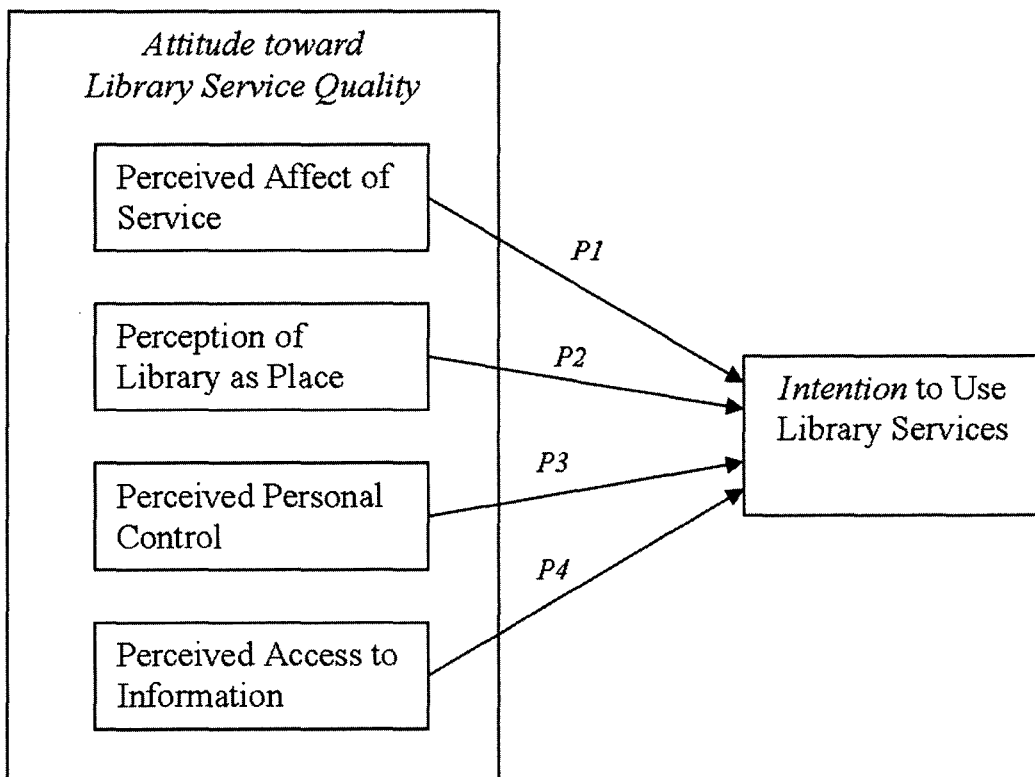 Attitude toward
Library Service Quality
Perceived Affect of
Service
P1
Perception of
Library as Place
P2
Intention to Use
Library Services
Perceived Personal
Control
P3
P4
Perceived Access to
Information